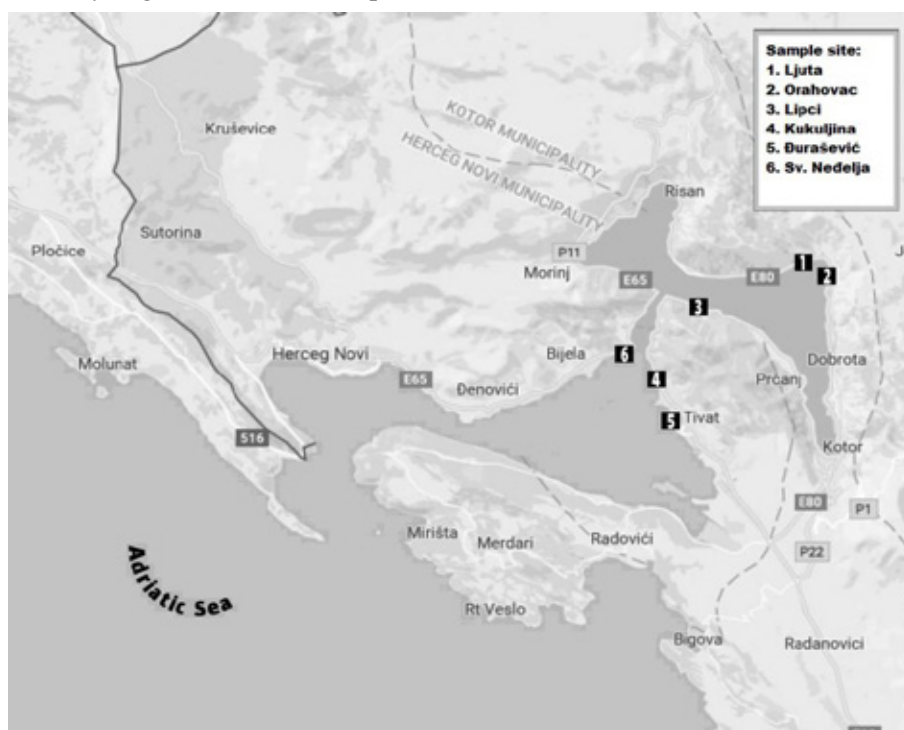 Sample site:
1. Ljuta
2. Orahovac
3. Lipci
4. Kukuljina
5. Đurašević
6. Sv. Nedelja
Kruševice
KOTOR MUNICIPALITY
HERCEG NOVI MUNICIPALITY
Risan
Sutorina
Pločice
P11
Morinj
E65
E80
1
2
3
J
Molunat
Herceg Novi
Bijela
6
Dobrota
E65
Đenovići
4
Prčanj
5
Tivat
516
Kotor
E80
P1
Mirišta
Merdari
Radovići
P22
Adriatic Sea
Rt Veslo
Bigova
Radanovici